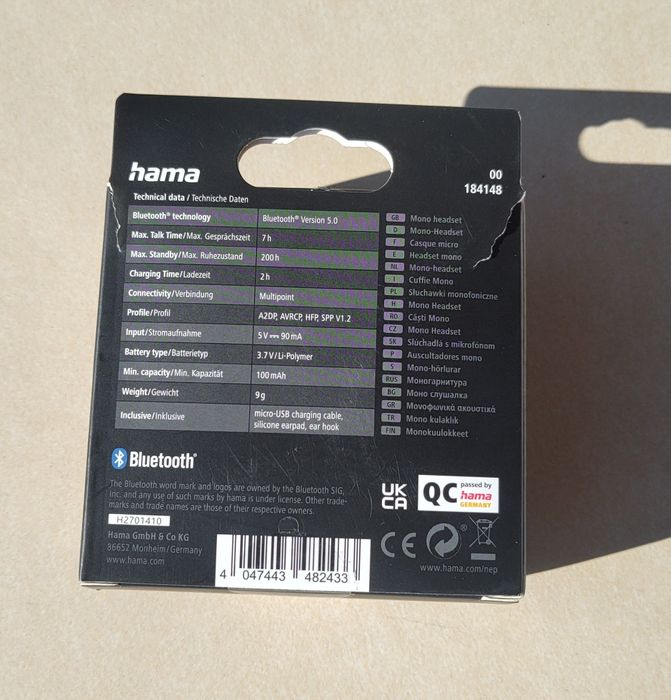 hama
00
184148
Technical data / Technische Daten
Bluetooth® technology Bluetooth® Version 5.0
Max. Talk Time/Max. Gesprächszeit 7 h
Max. Standby/Max. Ruhezustand 200 h
Charging Time/Ladezeit 2 h
Connectivity/Verbindung Multipoint
Profile/Profil A2DP, AVRCP, HFP, SPP V1.2
Input/Stromaufnahme 5 V ⎓ 90 mA
Battery type/Batterietyp 3.7 V/Li-Polymer
Min. capacity/Min. Kapazität 100 mAh
Weight/Gewicht 9 g
Inclusive/Inklusive micro-USB charging cable,
silicone earpad, ear hook
GB Mono headset
D Mono-Headset
F Casque micro
E Headset mono
NL Mono-headset
I Cuffie Mono
PL Słuchawki monofoniczne
H Mono Headset
RO Căști Mono
CZ Mono Headset
SK Slúchadlá s mikrofónom
P Auscultadores mono
S Mono-hörlurar
RUS Моногарнитура
BG Моно слушалка
GR Μονοφωνικά ακουστικά
TR Mono kulaklık
FIN Monokuulokkeet
Bluetooth®
The Bluetooth word mark and logos are owned by the Bluetooth SIG,
Inc. and any use of such marks by hama is under license. Other trade-
marks and trade names are those of their respective owners.
H2701410
Hama GmbH & Co KG
86652 Monheim/Germany
www.hama.com
4 047443 482433
UK
CA
QC passed by
hama
GERMANY
CE
www.hama.com/nep